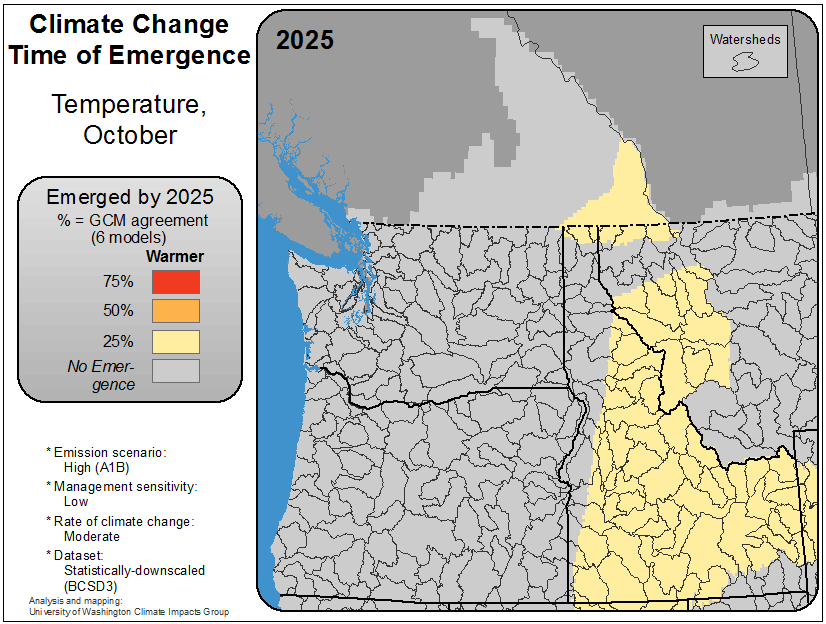 Climate Change
Time of Emergence
Temperature,
October
Emerged by 2025
% = GCM agreement
(6 models)
Warmer
75%
50%
25%
No Emer-
gence
* Emission scenario:
High (A1B)
* Management sensitivity:
Low
* Rate of climate change:
Moderate
* Dataset:
Statistically-downscaled
(BCSD3)
Analysis and mapping:
University of Washington Climate Impacts Group
2025
Watersheds